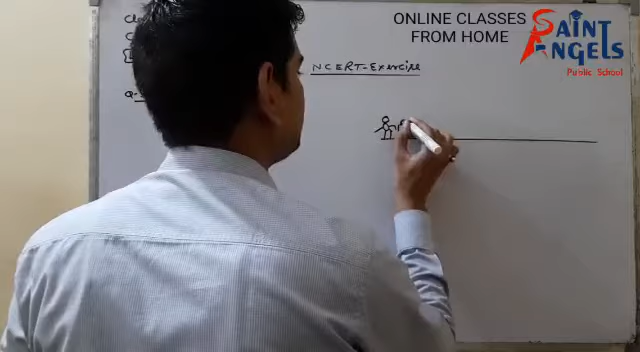 ONLINE CLASSES
FROM HOME
SAINT
ANGELS
Public School
NCERT-Exercise